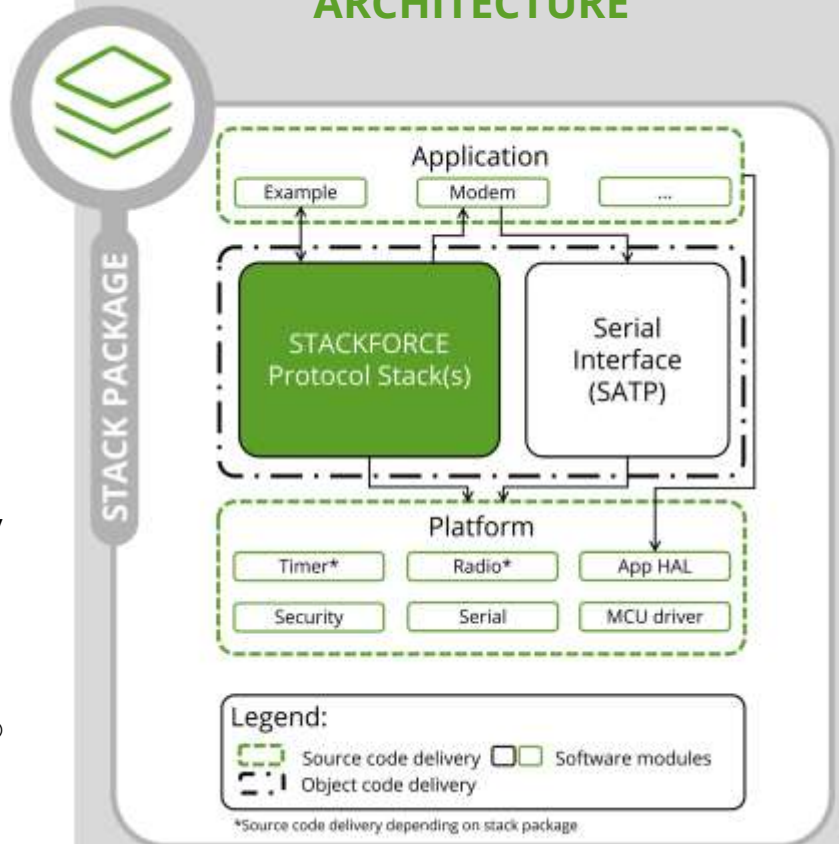 ARCHITECTURE
STACK PACKAGE
Application
Example
Modem
...
STACKFORCE
Protocol Stack(s)
Serial
Interface
(SATP)
Platform
Timer*
Radio*
App HAL
Security
Serial
MCU driver
Legend:
Source code delivery
Software modules
Object code delivery
*Source code delivery depending on stack package